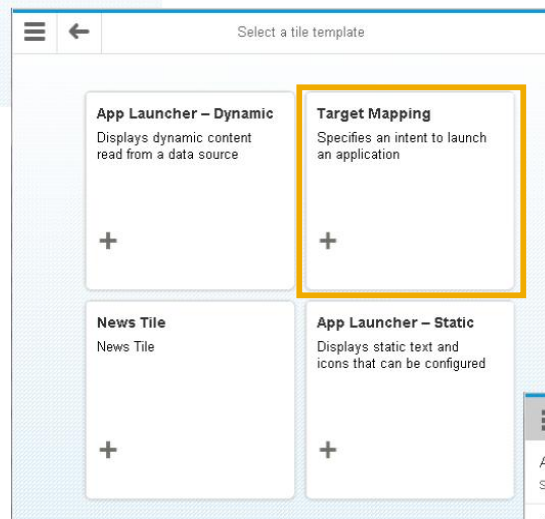 Select a tile template
App Launcher – Dynamic
Displays dynamic content
read from a data source
Target Mapping
Specifies an intent to launch
an application
News Tile
News Tile
App Launcher – Static
Displays static text and
icons that can be configured